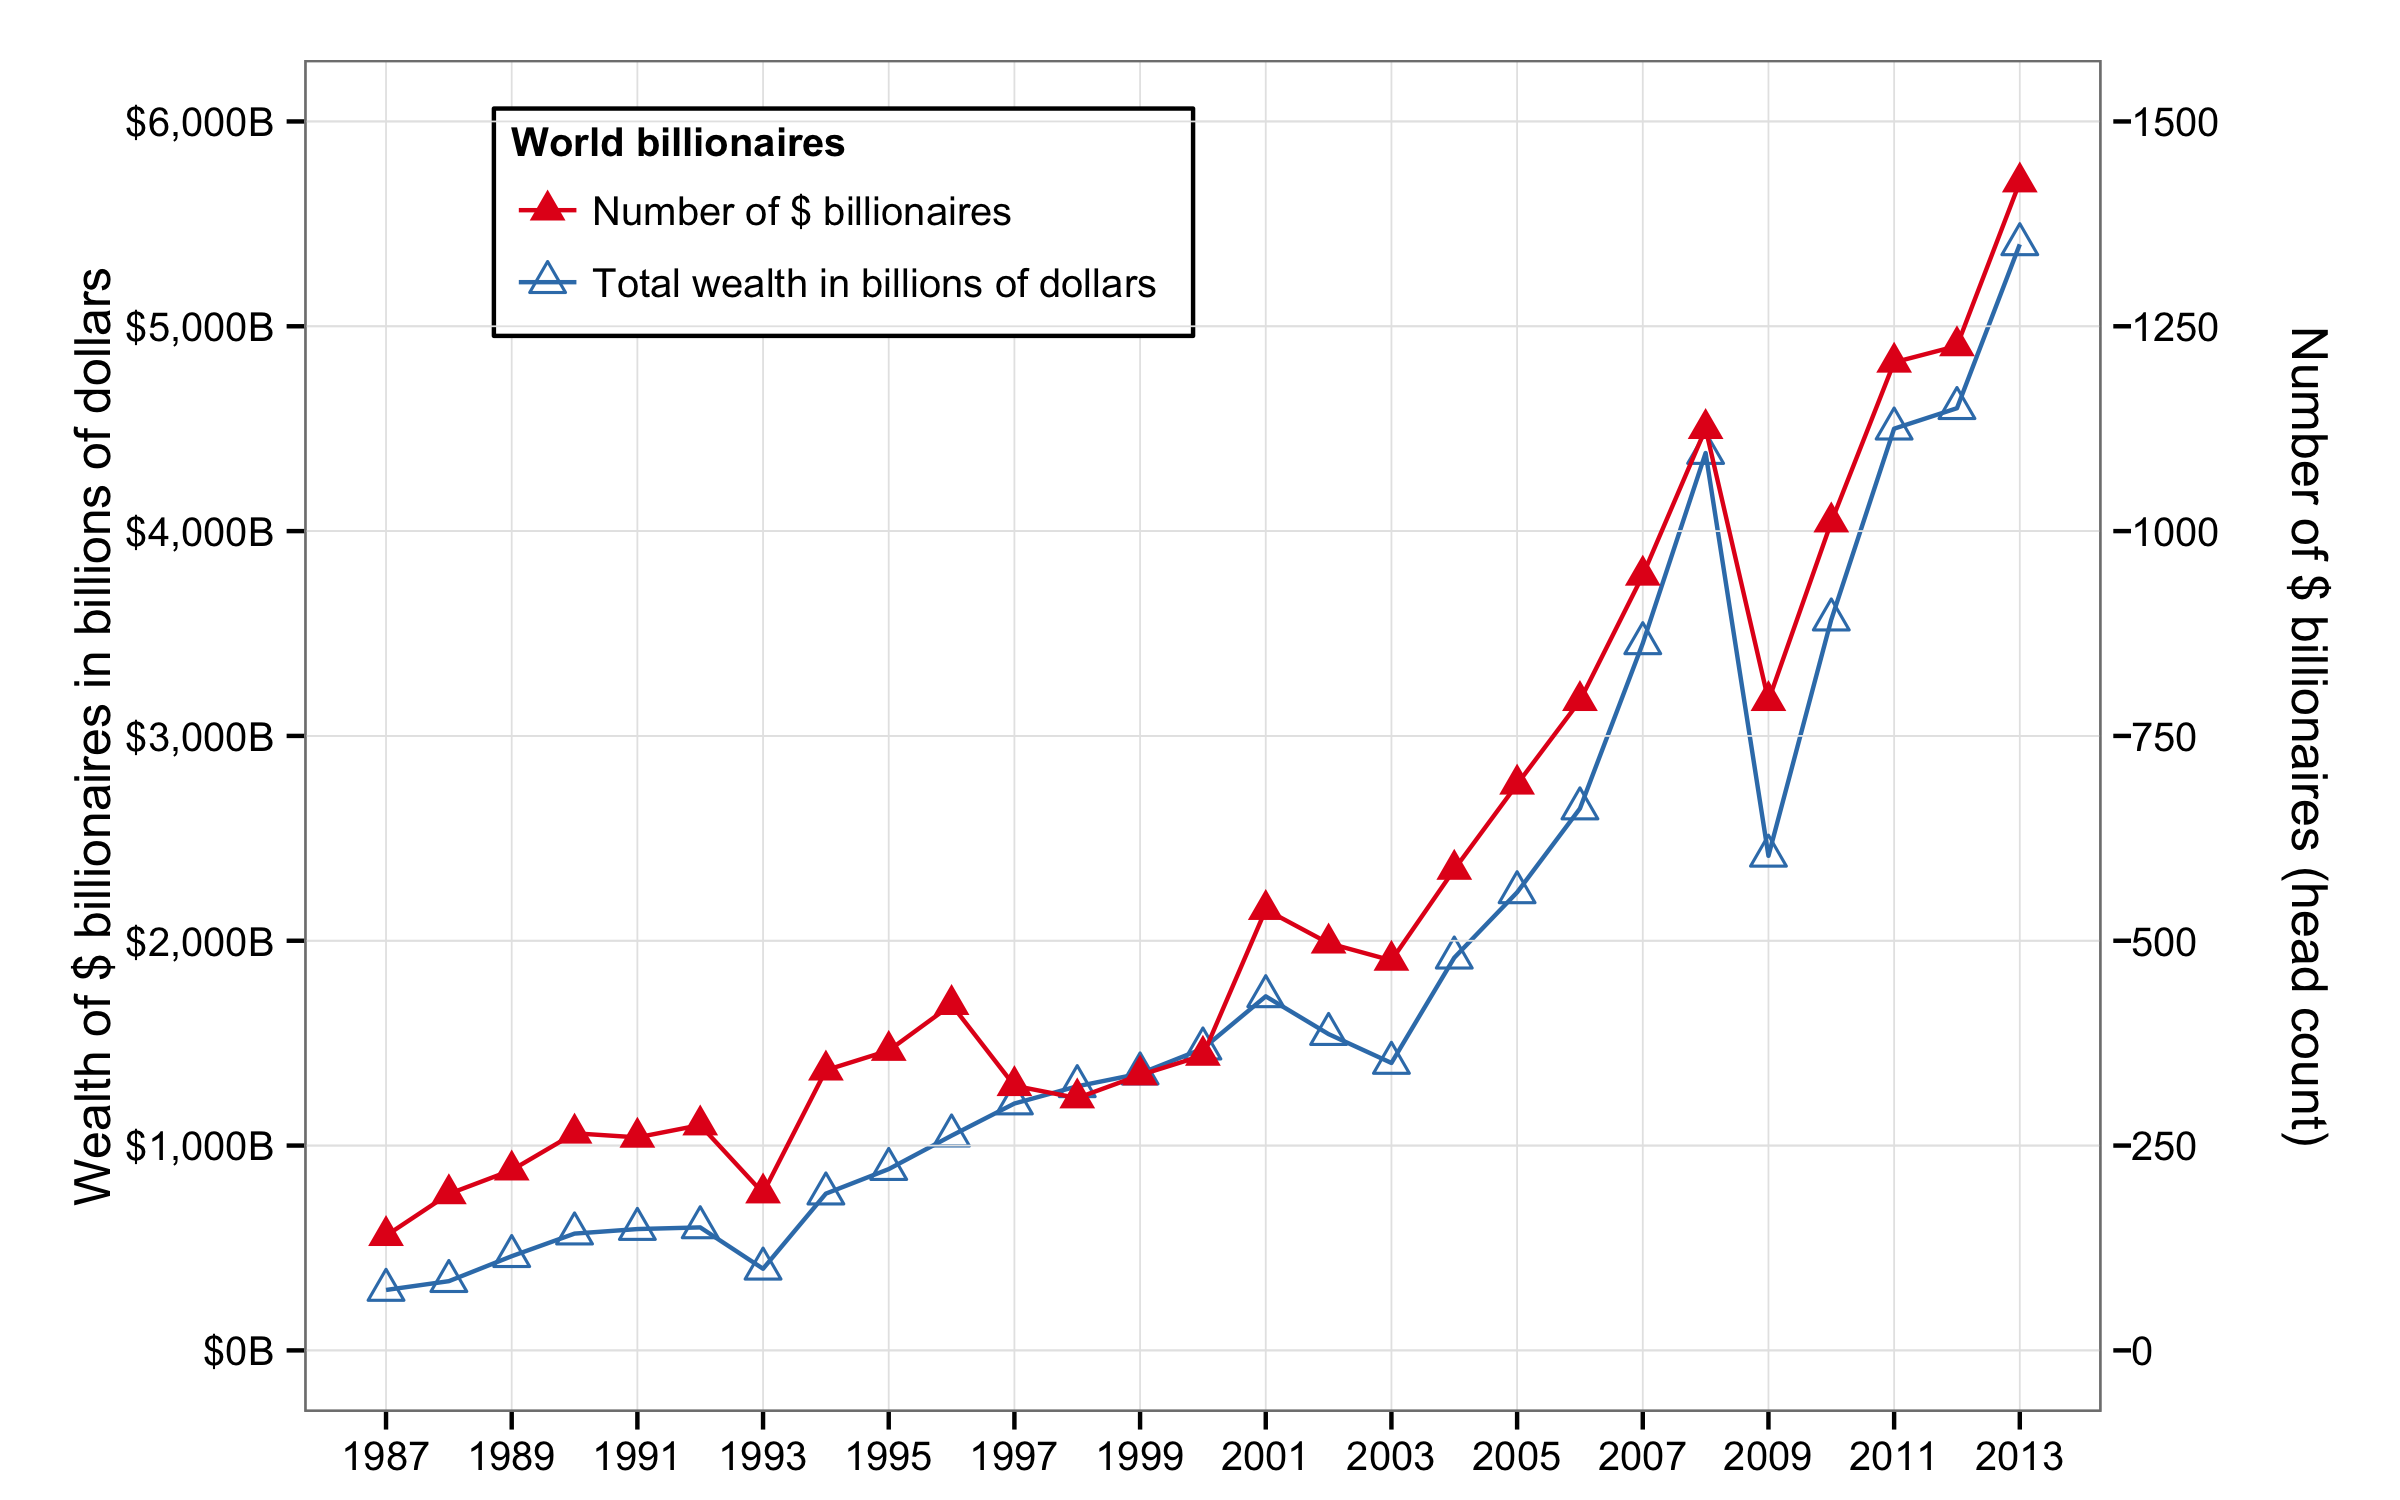 World billionaires
Number of $ billionaires
Total wealth in billions of dollars
Wealth of $ billionaires in billions of dollars
$6,000B
$5,000B
$4,000B
$3,000B
$2,000B
$1,000B
$0B
1500
1250
1000
750
500
250
0
Number of $ billionaires (head count)
1987 1989 1991 1993 1995 1997 1999 2001 2003 2005 2007 2009 2011 2013